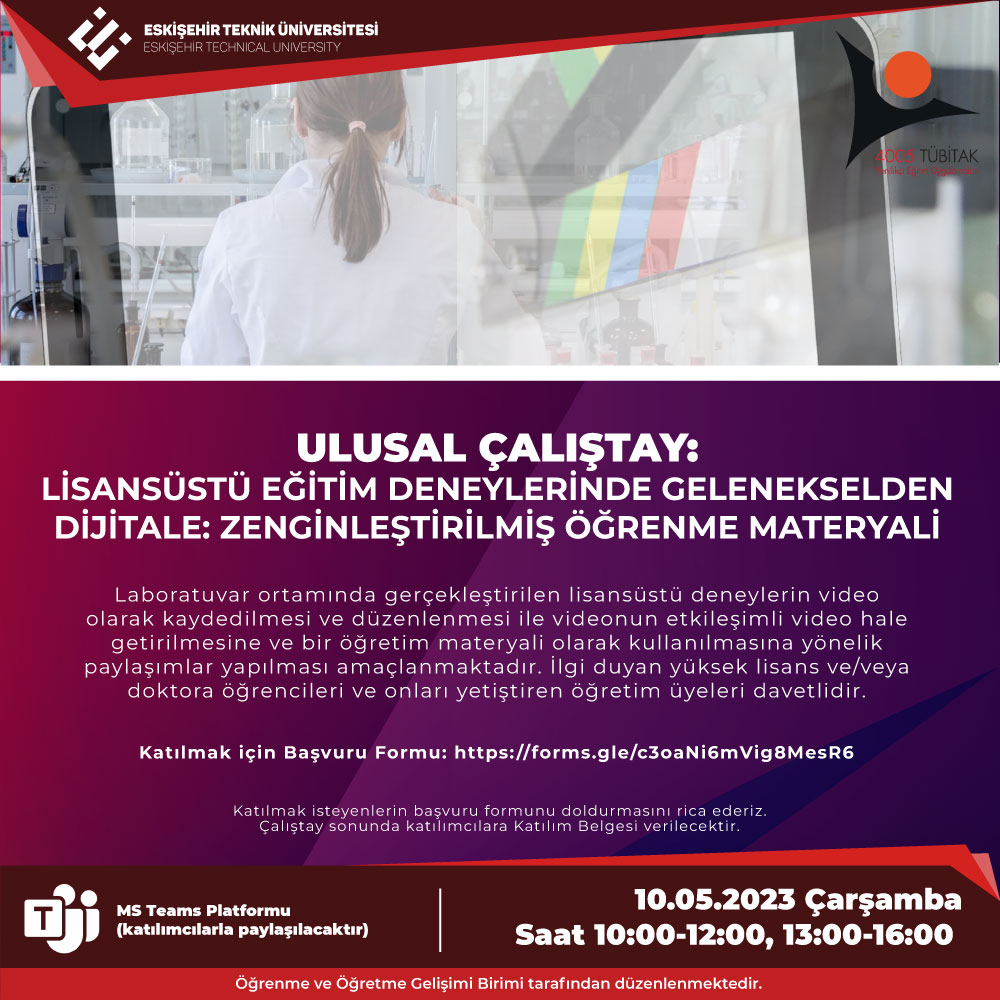 ESKİŞEHİR TEKNİK ÜNİVERSİTESİ
ESKİŞEHİR TECHNICAL UNIVERSITY
4005 TÜBİTAK
Yenilikçi Eğitim Uygulamaları
ULUSAL ÇALIŞTAY:
LİSANSÜSTÜ EĞİTİM DENEYLERİNDE GELENEKSELDEN
DİJİTALE: ZENGİNLEŞTİRİLMİŞ ÖĞRENME MATERYALİ
Laboratuvar ortamında gerçekleştirilen lisansüstü deneylerin video
olarak kaydedilmesi ve düzenlenmesi ile videonun etkileşimli video hale
getirilmesine ve bir öğretim materyali olarak kullanılmasına yönelik
paylaşımlar yapılması amaçlanmaktadır. İlgi duyan yüksek lisans ve/veya
doktora öğrencileri ve onları yetiştiren öğretim üyeleri davetlidir.
Katılmak için Başvuru Formu: https://forms.gle/c3oaNi6mVig8MesR6
Katılmak isteyenlerin başvuru formunu doldurmasını rica ederiz.
Çalıştay sonunda katılımcılara Katılım Belgesi verilecektir.
T
MS Teams Platformu
(katılımcılarla paylaşılacaktır)
10.05.2023 Çarşamba
Saat 10:00-12:00, 13:00-16:00
Öğrenme ve Öğretme Gelişimi Birimi tarafından düzenlenmektedir.